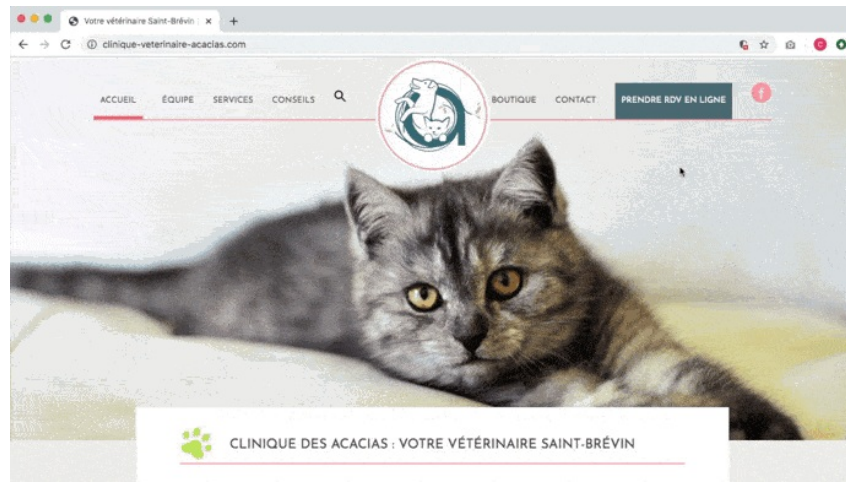 Votre vétérinaire Saint-Brévin
clinique-veterinaire-acacias.com
ACCUEIL ÉQUIPE SERVICES CONSEILS BOUTIQUE CONTACT PRENDRE RDV EN LIGNE f
CLINIQUE DES ACACIAS : VOTRE VÉTÉRINAIRE SAINT-BRÉVIN